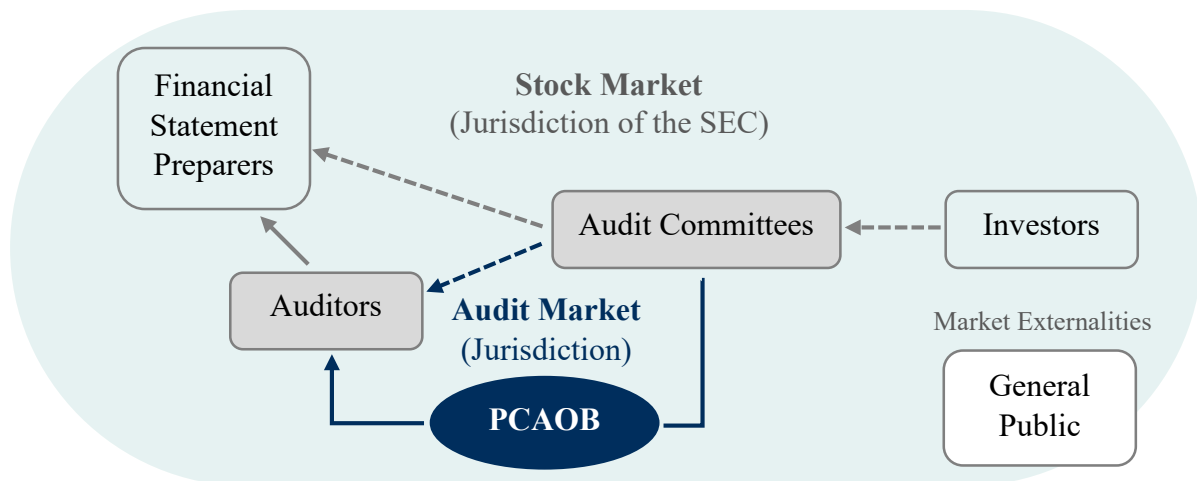 Financial
Statement
Preparers
Stock Market
(Jurisdiction of the SEC)
Audit Committees
Investors
Auditors
Audit Market
(Jurisdiction)
Market Externalities
PCAOB
General
Public